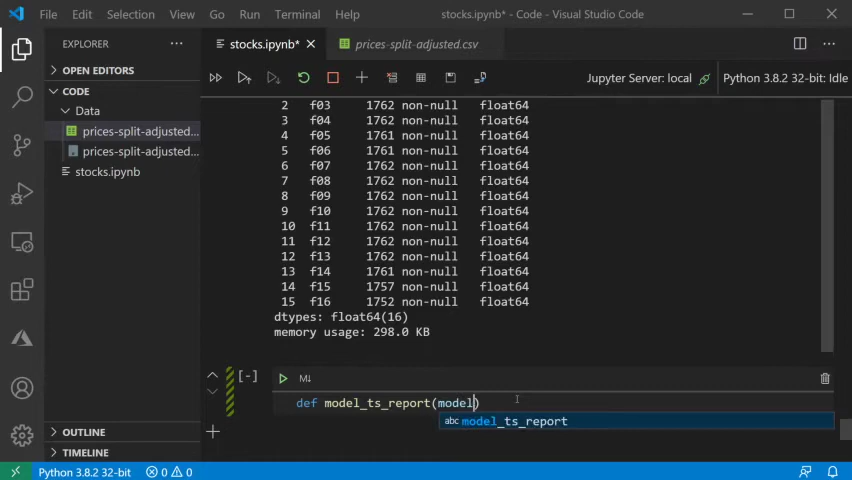 File Edit Selection View Go Run Terminal Help stocks.ipynb* - Code - Visual Studio Code
EXPLORER
stocks.ipynb*
prices-split-adjusted.csv
OPEN EDITORS
Jupyter Server: local
Python 3.8.2 32-bit: Idle
CODE
Data
prices-split-adjusted...
prices-split-adjusted...
stocks.ipynb
2 f03 1762 non-null float64
3 f04 1762 non-null float64
4 f05 1761 non-null float64
5 f06 1761 non-null float64
6 f07 1762 non-null float64
7 f08 1762 non-null float64
8 f09 1762 non-null float64
9 f10 1762 non-null float64
10 f11 1762 non-null float64
11 f12 1762 non-null float64
12 f13 1762 non-null float64
13 f14 1761 non-null float64
14 f15 1757 non-null float64
15 f16 1752 non-null float64
dtypes: float64(16)
memory usage: 298.0 KB
[-]
M↓
def model_ts_report(model)
abc model_ts_report
OUTLINE
TIMELINE
Python 3.8.2 32-bit 0 0